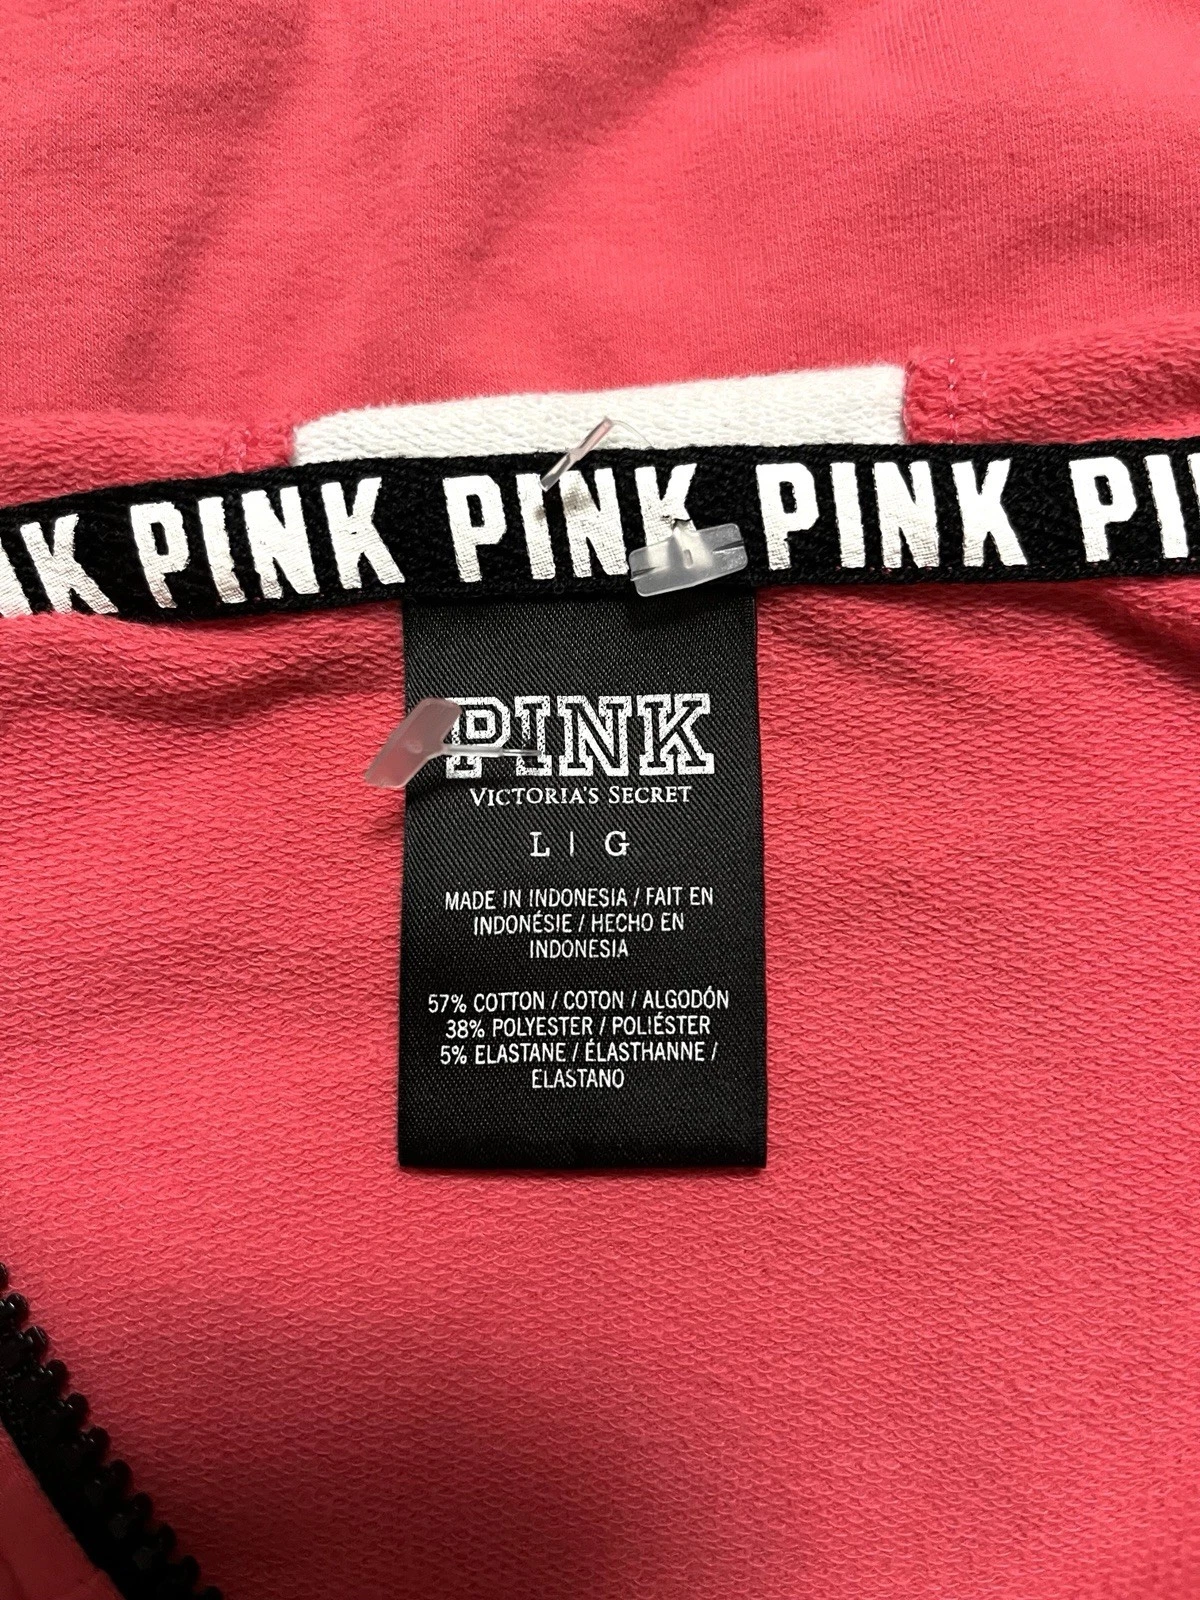 NK PINK PINK PINK PI
PINK
VICTORIA'S SECRET
L | G
MADE IN INDONESIA / FAIT EN
INDONÉSIE / HECHO EN
INDONESIA
57% COTTON / COTON / ALGODÓN
38% POLYESTER / POLIÉSTER
5% ELASTANE / ÉLASTHANNE /
ELASTANO